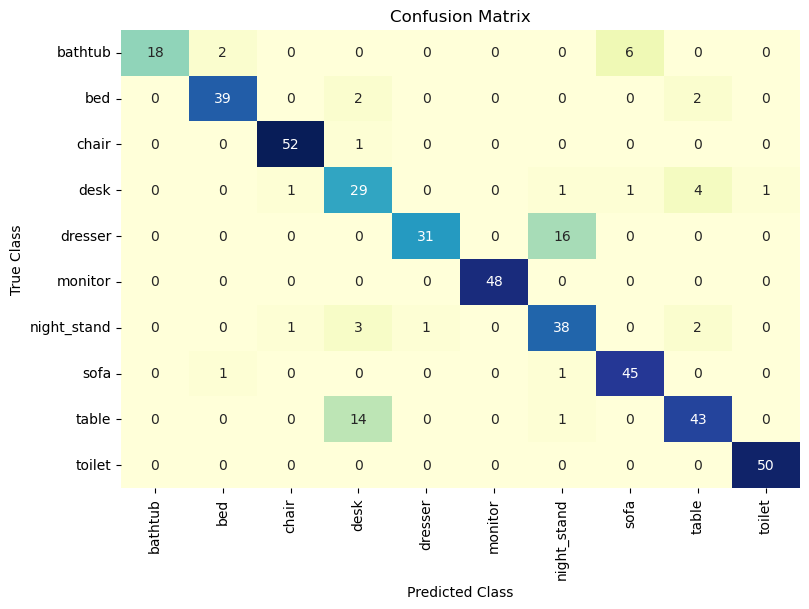 Confusion Matrix
True Class
bathtub 18 2 0 0 0 0 0 6 0 0
bed 0 39 0 2 0 0 0 0 2 0
chair 0 0 52 1 0 0 0 0 0 0
desk 0 0 1 29 0 0 1 1 4 1
dresser 0 0 0 0 31 0 16 0 0 0
monitor 0 0 0 0 0 48 0 0 0 0
night_stand 0 0 1 3 1 0 38 0 2 0
sofa 0 1 0 0 0 0 1 45 0 0
table 0 0 0 14 0 0 1 0 43 0
toilet 0 0 0 0 0 0 0 0 0 50
bathtub bed chair desk dresser monitor night_stand sofa table toilet
Predicted Class